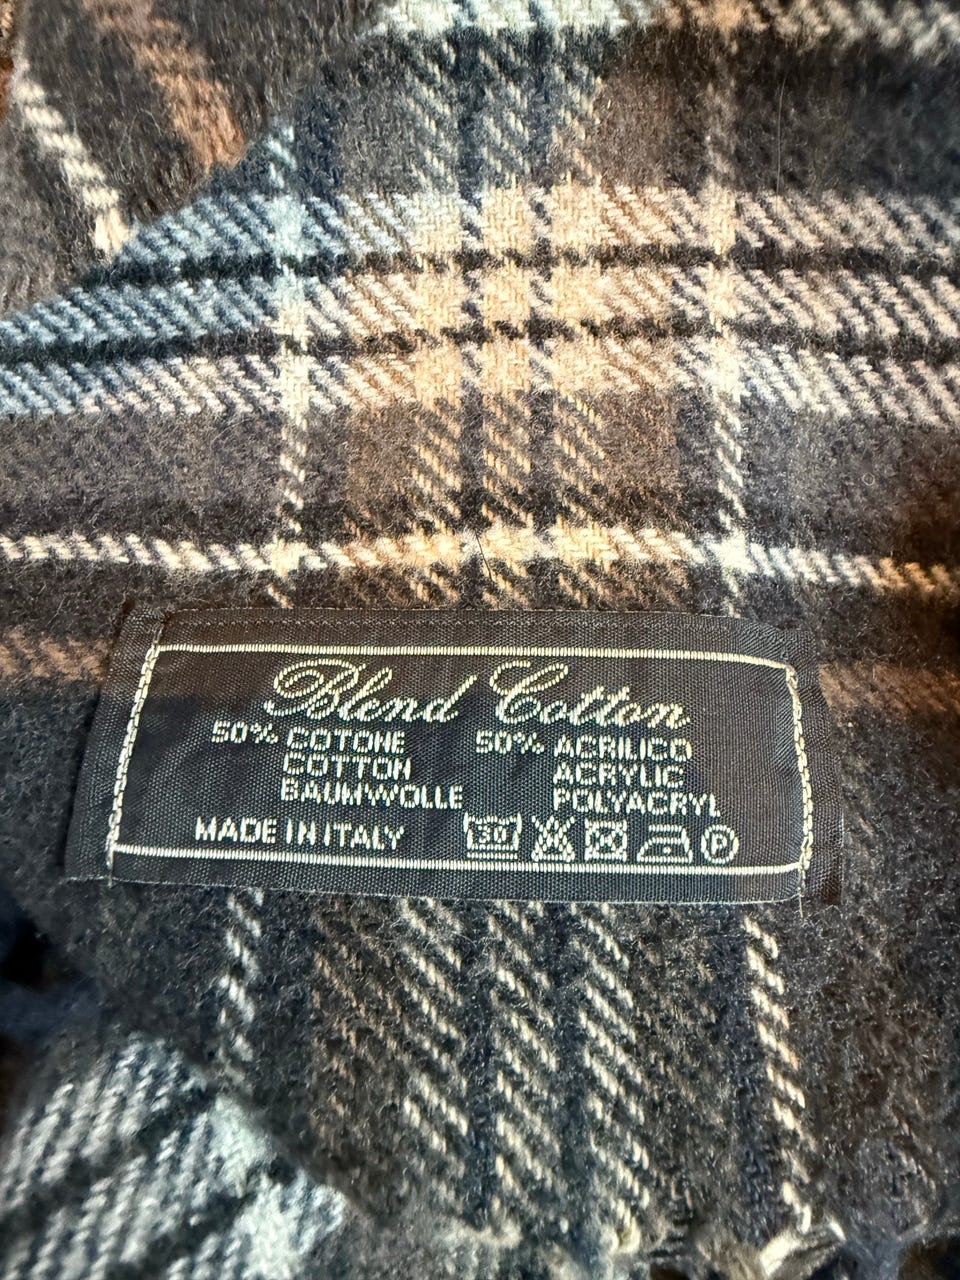 Blend Cotton
50% COTONE 50% ACRILICO
COTTON ACRYLIC
BAUMWOLLE POLYACRYL
MADE IN ITALY 30 P